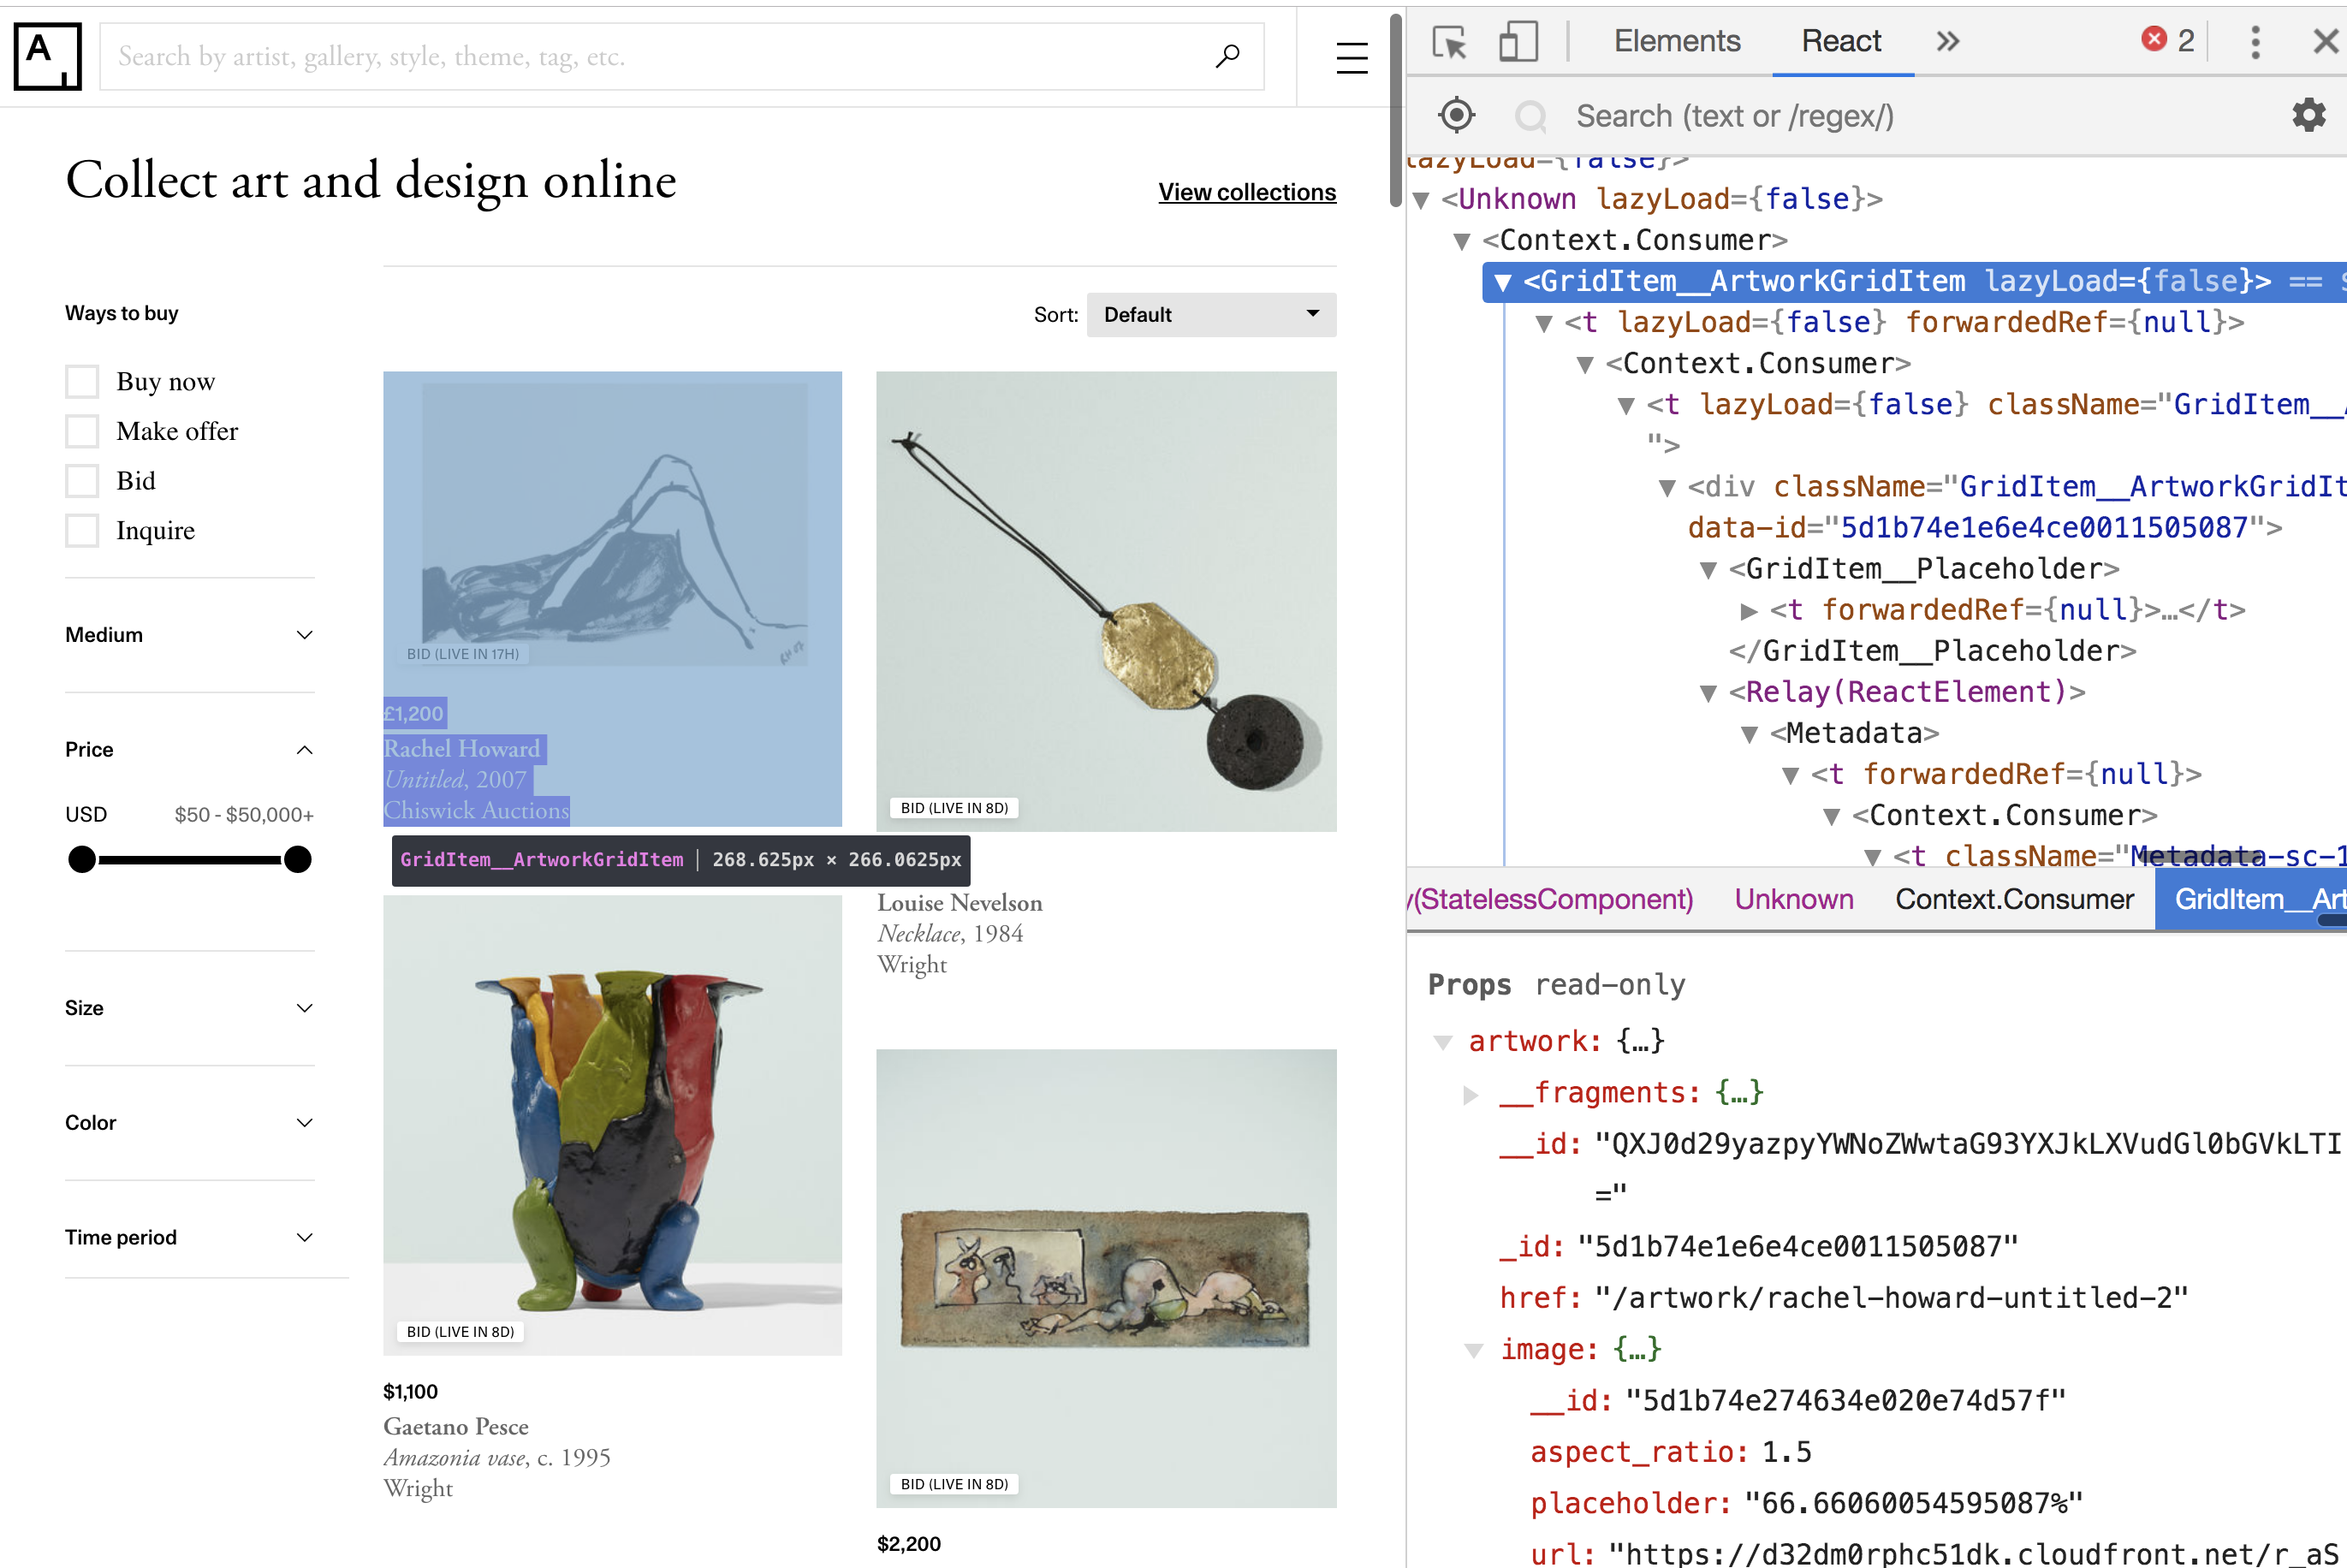 A
Search by artist, gallery, style, theme, tag, etc.
Collect art and design online
View collections
Ways to buy
Buy now
Make offer
Bid
Inquire
Medium
Price
USD $50 - $50,000+
Size
Color
Time period
Sort: Default
BID (LIVE IN 17H)
£1,200
Rachel Howard
Untitled, 2007
Chiswick Auctions
GridItem__ArtworkGridItem | 268.625px × 266.0625px
BID (LIVE IN 8D)
Louise Nevelson
Necklace, 1984
Wright
BID (LIVE IN 8D)
$1,100
Gaetano Pesce
Amazonia vase, c. 1995
Wright
BID (LIVE IN 8D)
$2,200
Elements React » 2
Search (text or /regex/)
lazyLoad={false}>
<Unknown lazyLoad={false}>
<Context.Consumer>
<GridItem__ArtworkGridItem lazyLoad={false}> ==
<t lazyLoad={false} forwardedRef={null}>
<Context.Consumer>
<t lazyLoad={false} className="GridItem__
">
<div className="GridItem__ArtworkGridIt
data-id="5d1b74e1e6e4ce0011505087">
<GridItem__Placeholder>
<t forwardedRef={null}>…</t>
</GridItem__Placeholder>
<Relay(ReactElement)>
<Metadata>
<t forwardedRef={null}>
<Context.Consumer>
<t className="Metadata-sc-1
y(StatelessComponent) Unknown Context.Consumer GridItem__Art
Props read-only
artwork: {…}
__fragments: {…}
__id: "QXJ0d29yazpyYWNoZWwtaG93YXJkLXVudGl0bGVkLTI
="
_id: "5d1b74e1e6e4ce0011505087"
href: "/artwork/rachel-howard-untitled-2"
image: {…}
__id: "5d1b74e274634e020e74d57f"
aspect_ratio: 1.5
placeholder: "66.66060054595087%"
url: "https://d32dm0rphc51dk.cloudfront.net/r_aS